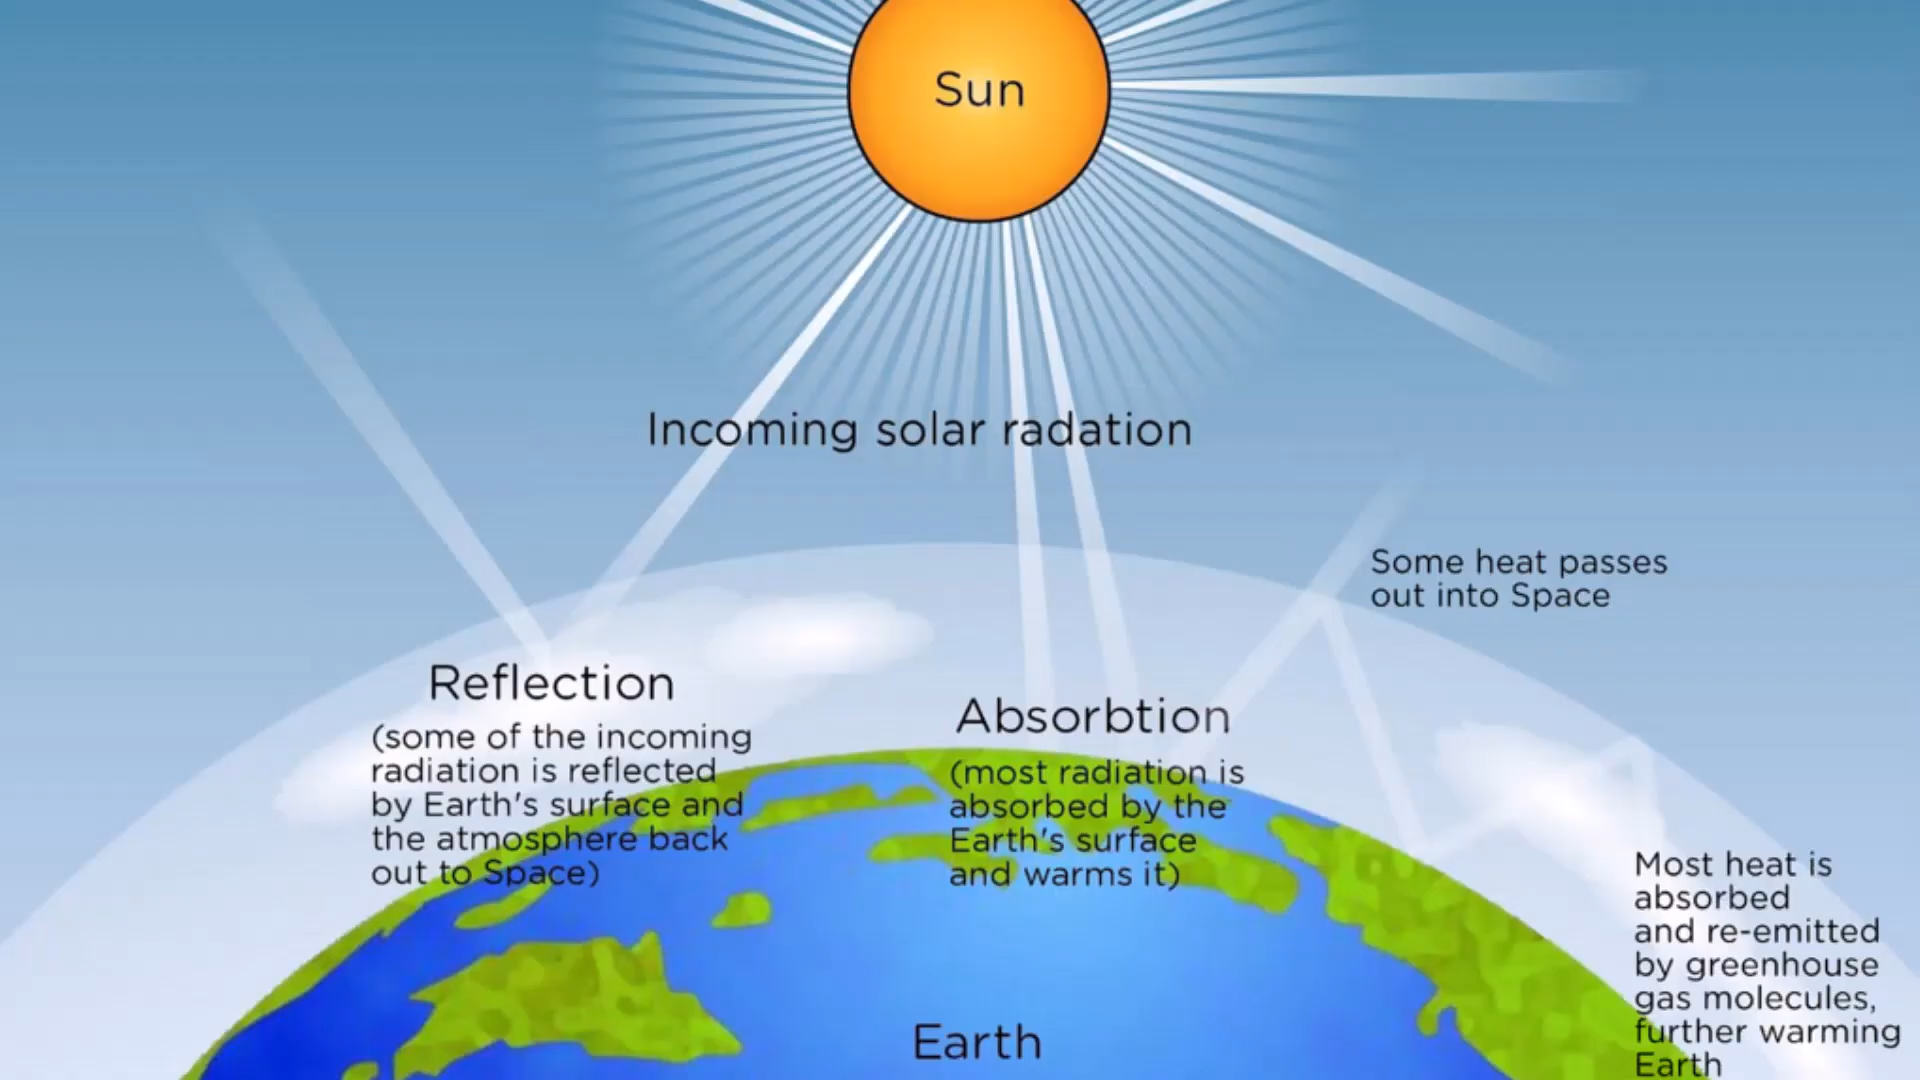 Sun
Incoming solar radation
Some heat passes
out into Space
Reflection
(some of the incoming
radiation is reflected
by Earth's surface and
the atmosphere back
out to Space)
Absorbtion
(most radiation is
absorbed by the
Earth's surface
and warms it)
Most heat is
absorbed
and re-emitted
by greenhouse
gas molecules,
further warming
Earth
Earth